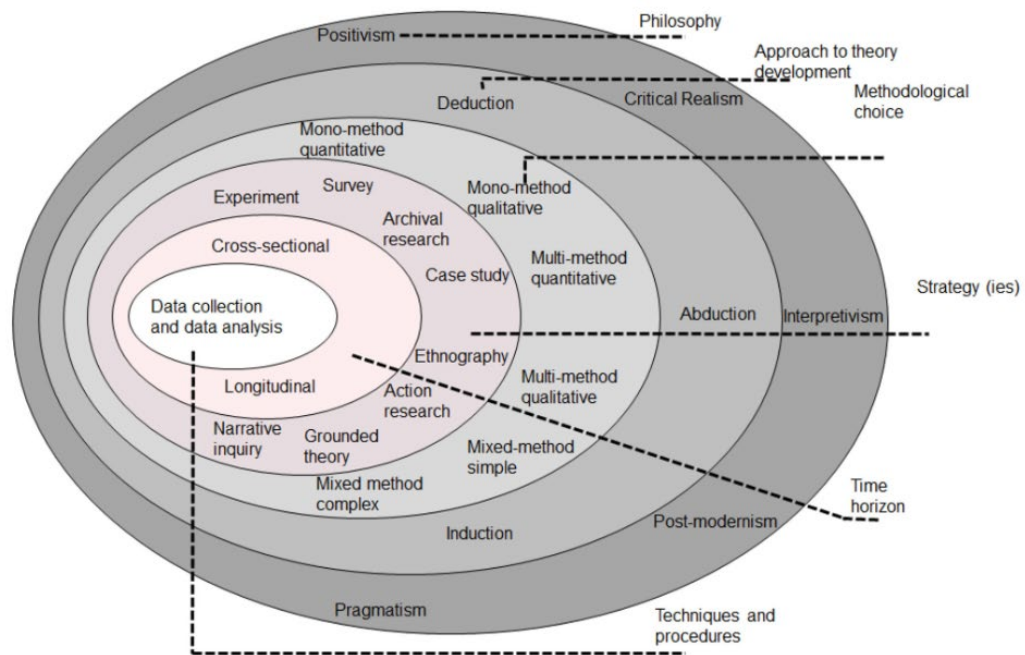 Philosophy
Positivism
Approach to theory
development
Critical Realism
Methodological
choice
Deduction
Mono-method
quantitative
Survey
Experiment
Mono-method
qualitative
Archival
research
Cross-sectional
Case study
Multi-method
quantitative
Strategy (ies)
Data collection
and data analysis
Abduction
Interpretivism
Ethnography
Longitudinal
Multi-method
qualitative
Action
research
Narrative
inquiry
Grounded
theory
Mixed-method
simple
Mixed method
complex
Time
horizon
Post-modernism
Induction
Pragmatism
Techniques and
procedures